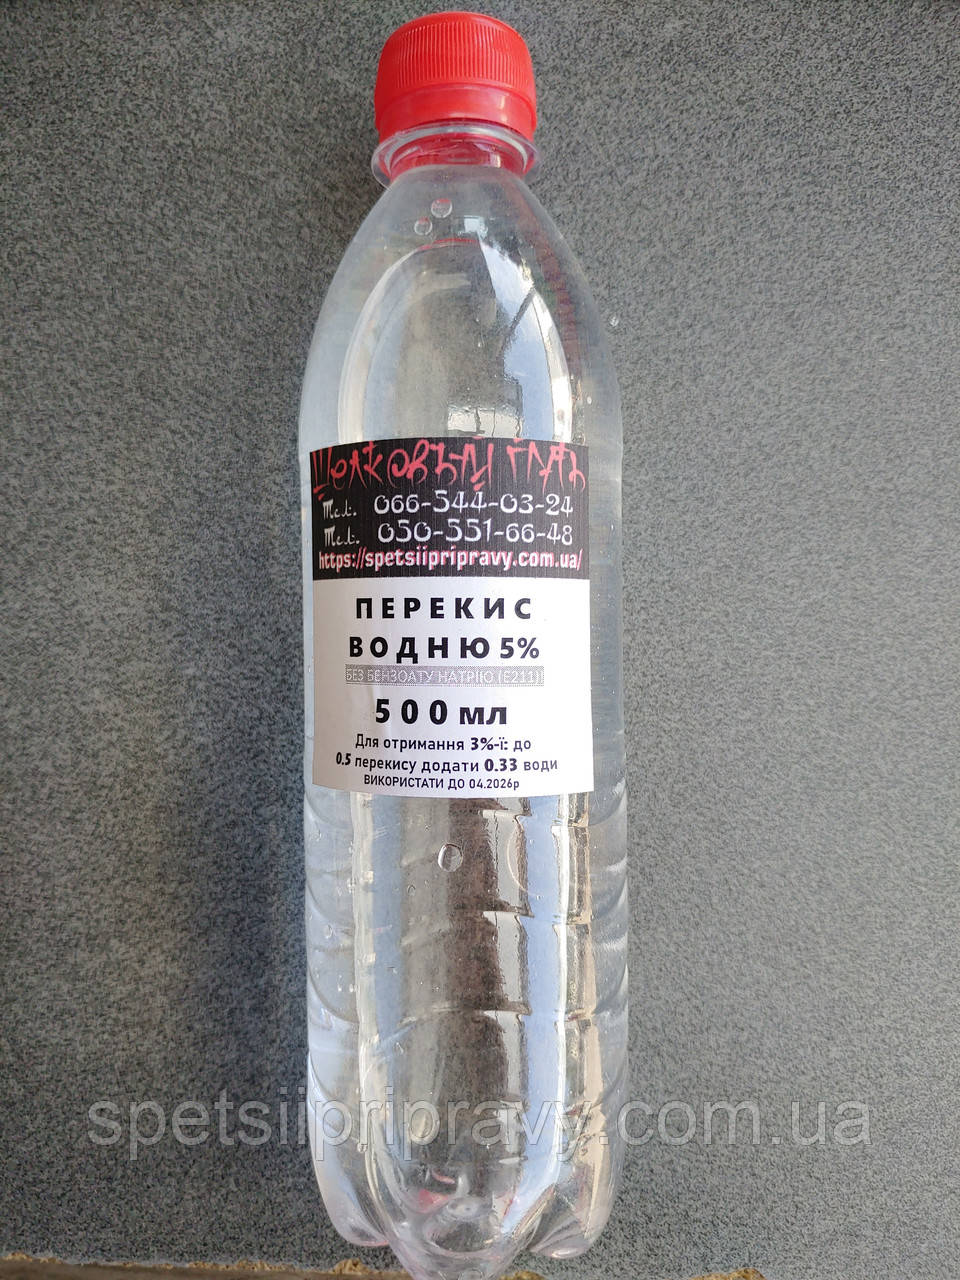 Шелковый путь
Тел. 066-544-03-24
Тел. 050-551-66-48
https://spetsiipripravy.com.ua/
ПЕРЕКИС
ВОДНЮ 5%
БЕЗ БЕНЗОАТУ НАТРІЮ (Е211)
500 мл
Для отримання 3%-ї: до
0.5 перекису додати 0.33 води
ВИКОРИСТАТИ ДО 04.2026р
spetsiipripravy.com.ua